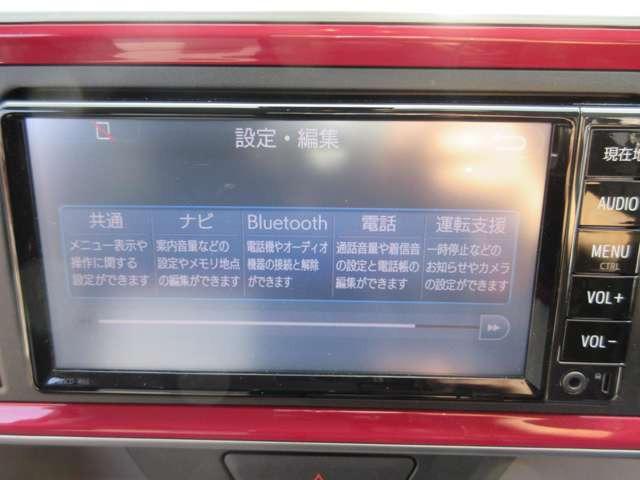 設定・編集
共通
メニュー表示や
操作に関する
設定ができます
ナビ
案内音量などの
設定やメモリ地点
の編集ができます
Bluetooth
電話機やオーディオ
機器の接続と解除
ができます
電話
通話音量や着信音
の設定と電話帳の
編集ができます
運転支援
一時停止などの
お知らせやカメラ
の設定ができます
現在地
AUDIO
MENU
CTRL
VOL+
VOL-